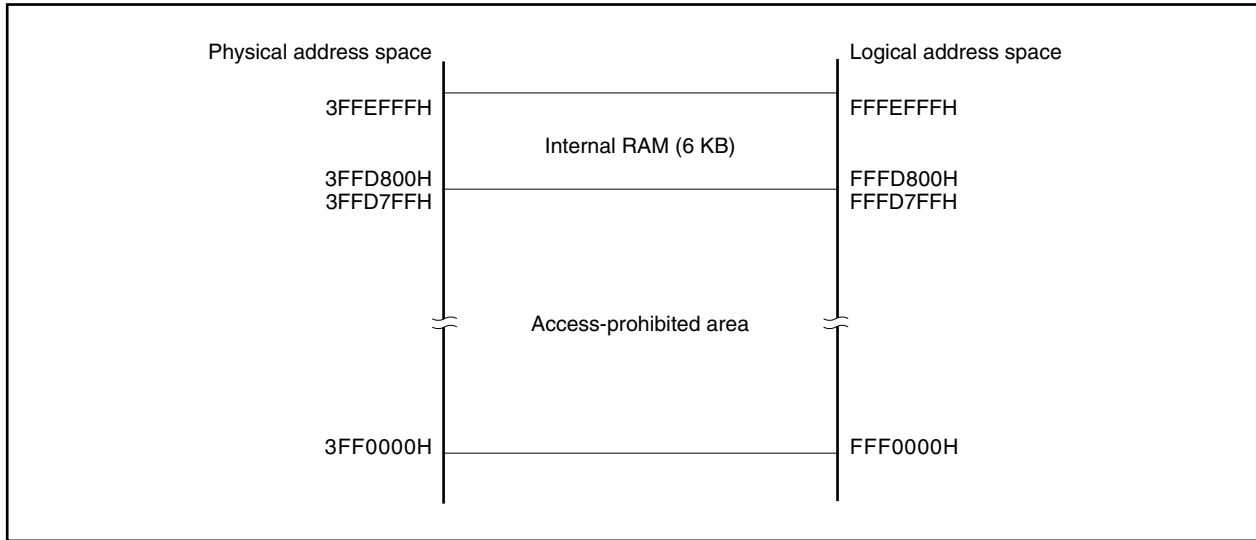 Physical address space
Logical address space
3FFEFFFH
FFFEFFFH
Internal RAM (6 KB)
3FFD800H
FFFD800H
3FFD7FFH
FFFD7FFH
Access-prohibited area
3FF0000H
FFF0000H